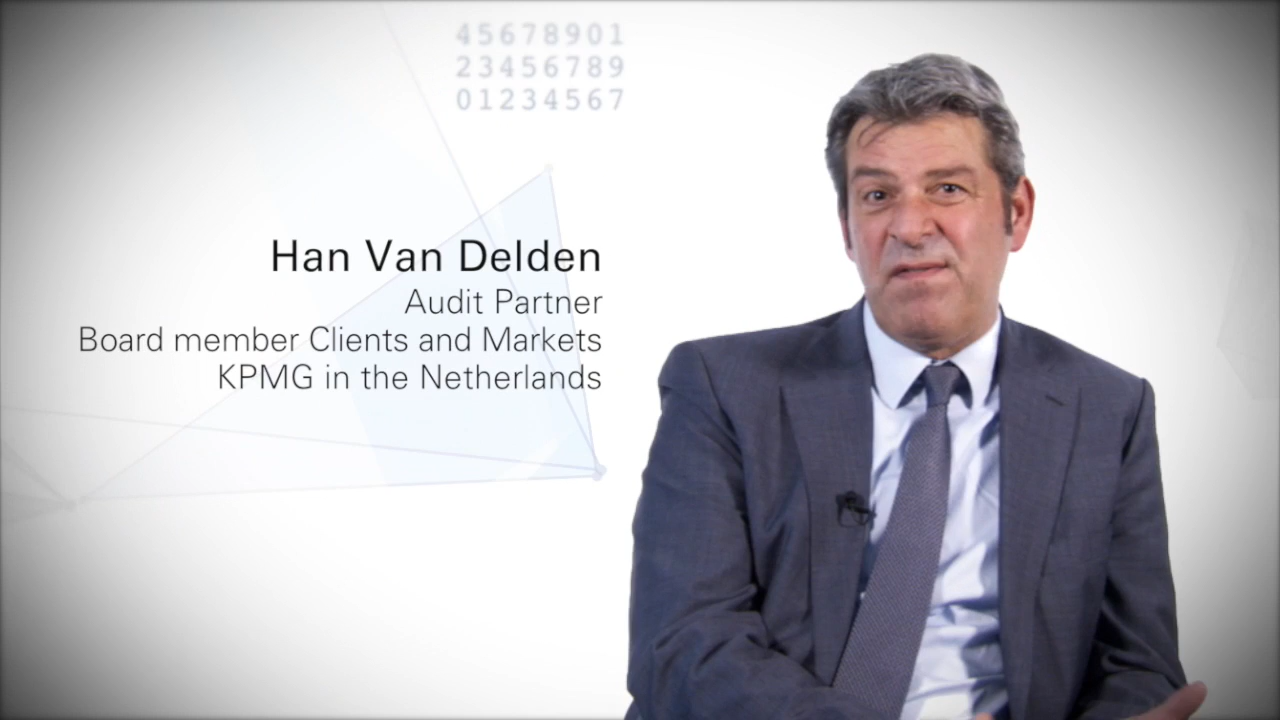 45678901
23456789
01234567
Han Van Delden
Audit Partner
Board member Clients and Markets
KPMG in the Netherlands